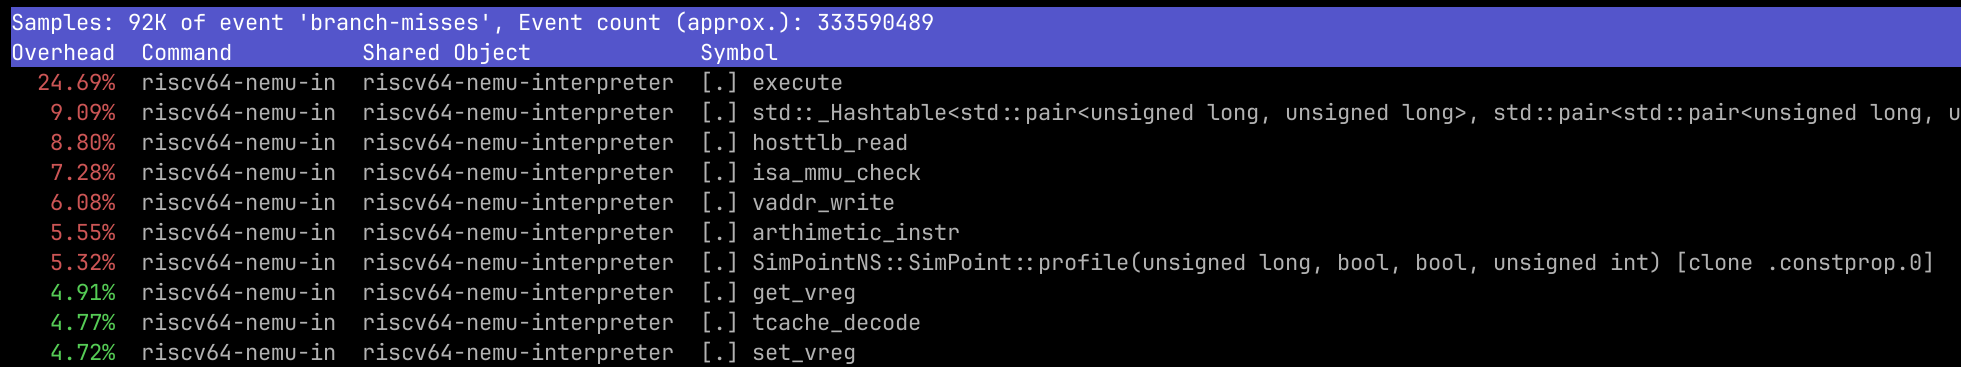 Samples: 92K of event 'branch-misses', Event count (approx.): 333590489
Overhead  Command          Shared Object             Symbol
24.69%  riscv64-nemu-in  riscv64-nemu-interpreter  [.] execute
9.09%  riscv64-nemu-in  riscv64-nemu-interpreter  [.] std::_Hashtable<std::pair<unsigned long, unsigned long>, std::pair<std::pair<unsigned long, u
8.80%  riscv64-nemu-in  riscv64-nemu-interpreter  [.] hosttlb_read
7.28%  riscv64-nemu-in  riscv64-nemu-interpreter  [.] isa_mmu_check
6.08%  riscv64-nemu-in  riscv64-nemu-interpreter  [.] vaddr_write
5.55%  riscv64-nemu-in  riscv64-nemu-interpreter  [.] arthimetic_instr
5.32%  riscv64-nemu-in  riscv64-nemu-interpreter  [.] SimPointNS::SimPoint::profile(unsigned long, bool, bool, unsigned int) [clone .constprop.0]
4.91%  riscv64-nemu-in  riscv64-nemu-interpreter  [.] get_vreg
4.77%  riscv64-nemu-in  riscv64-nemu-interpreter  [.] tcache_decode
4.72%  riscv64-nemu-in  riscv64-nemu-interpreter  [.] set_vreg